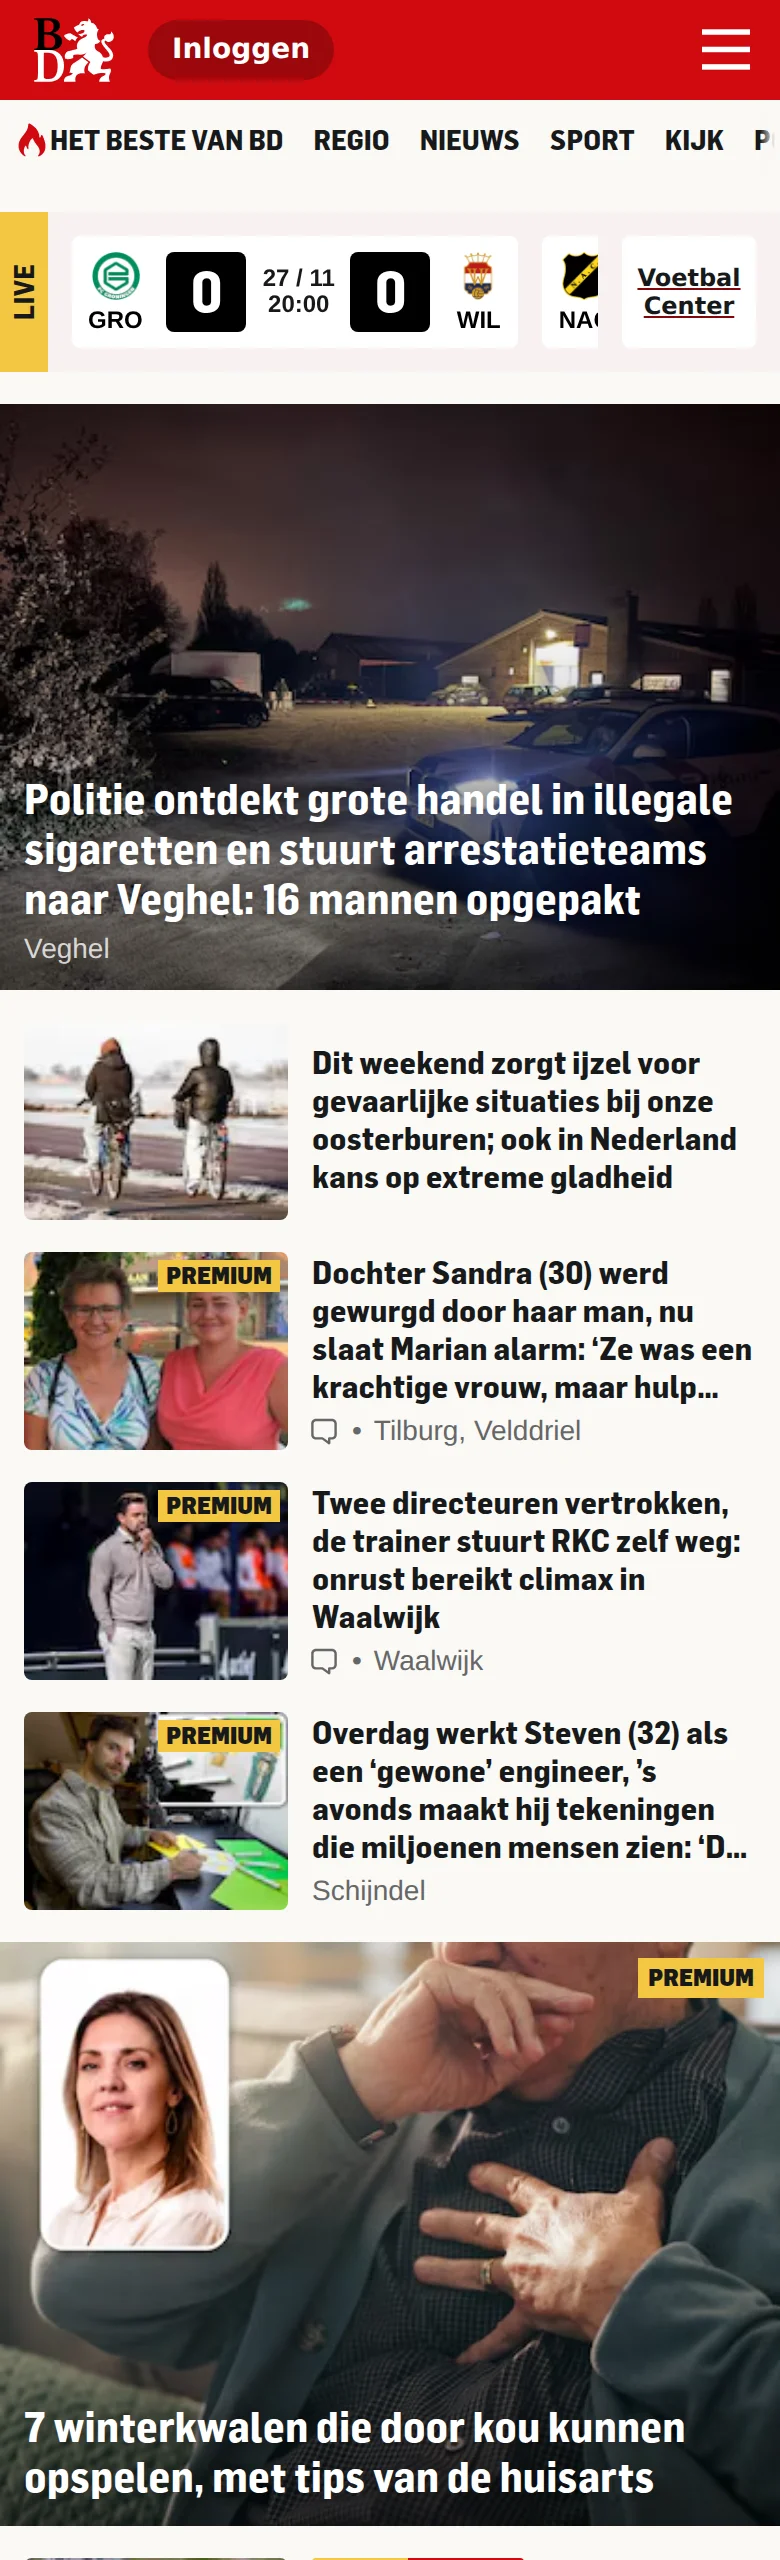 BD
Inloggen
HET BESTE VAN BD NIEUWS REGIO SPORT KIJK
LIVE
GRO
0
27 / 11
20:00
0
WIL
NAC
Voetbal
Center
Politie ontdekt grote handel in illegale
sigaretten en stuurt arrestatieteams
naar Veghel: 16 mannen opgepakt
Veghel
Dit weekend zorgt ijzel voor
gevaarlijke situaties bij onze
oosterburen; ook in Nederland
kans op extreme gladheid
PREMIUM
Dochter Sandra (30) werd
gewurgd door haar man, nu
slaat Marian alarm: ‘Ze was een
krachtige vrouw, maar hulp...
• Tilburg, Velddriel
PREMIUM
Twee directeuren vertrokken,
de trainer stuurt RKC zelf weg:
onrust bereikt climax in
Waalwijk
• Waalwijk
PREMIUM
Overdag werkt Steven (32) als
een ‘gewone’ engineer, ’s
avonds maakt hij tekeningen
die miljoenen mensen zien: ‘D...
Schijndel
PREMIUM
7 winterkwalen die door kou kunnen
opspelen, met tips van de huisarts